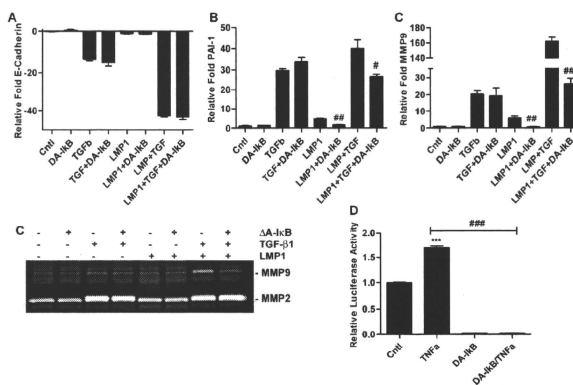 A
Relative Fold E-Cadherin
0
-20
-40
Cntl
DA-IkB
TGFb
TGF+DA-IkB
LMP1
LMP1+DA-IkB
LMP+TGF
LMP1+TGF+DA-IkB
B
Relative Fold PAI-1
60
50
40
30
20
10
0
##
#
Cntl
DA-IkB
TGFb
TGF+DA-IkB
LMP1
LMP1+DA-IkB
LMP+TGF
LMP1+TGF+DA-IkB
C
Relative Fold MMP9
180
160
140
120
100
40
20
0
##
##
Cntl
DA-IkB
TGFb
TGF+DA-IkB
LMP1
LMP1+DA-IkB
LMP+TGF
LMP1+TGF+DA-IkB
C
- + - + - + - + ΔA-IκB
- - + + - - + + TGF-β1
- - - - + + + + LMP1
- MMP9
- MMP2
D
Relative Luciferase Activity
2.0
1.5
1.0
0.5
0.0
***
###
Cntl
TNFa
DA-IkB
DA-IkB/TNFa